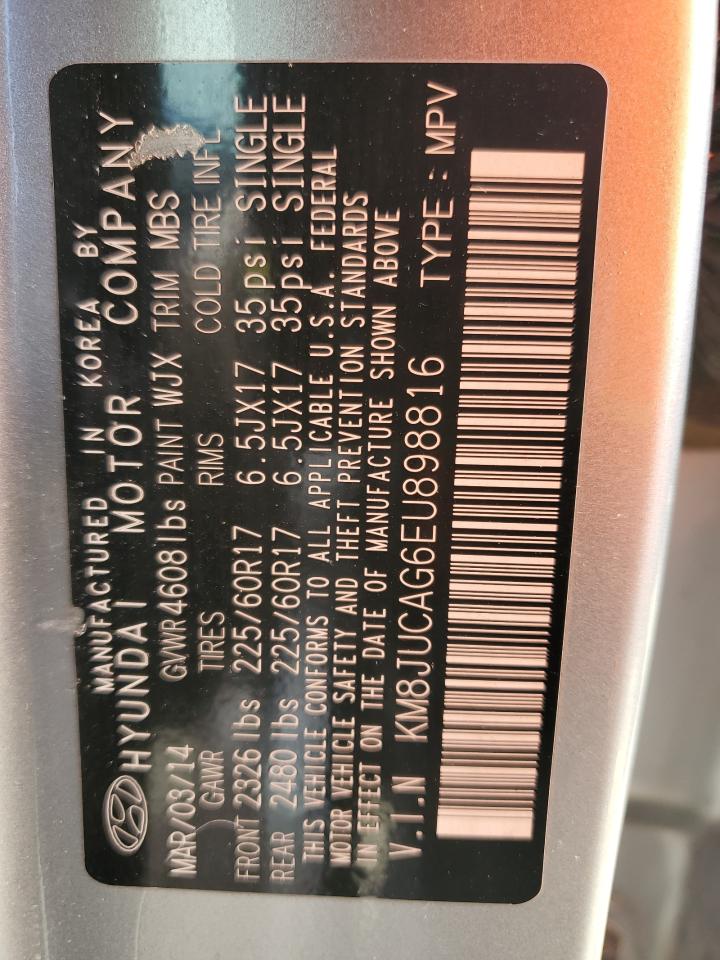 MANUFACTURED IN KOREA BY
HYUNDAI MOTOR COMPANY
MAR/03/14 GVWR 4608lbs PAINT WJX TRIM MBS
GAWR TIRES RIMS COLD TIRE INFL
FRONT 2326 lbs 225/60R17 6.5JX17 35psi SINGLE
REAR 2480 lbs 225/60R17 6.5JX17 35psi SINGLE
THIS VEHICLE CONFORMS TO ALL APPLICABLE U.S.A. FEDERAL
MOTOR VEHICLE SAFETY AND THEFT PREVENTION STANDARDS
IN EFFECT ON THE DATE OF MANUFACTURE SHOWN ABOVE
V.I.N KM8JUCAG6EU898816 TYPE : MPV